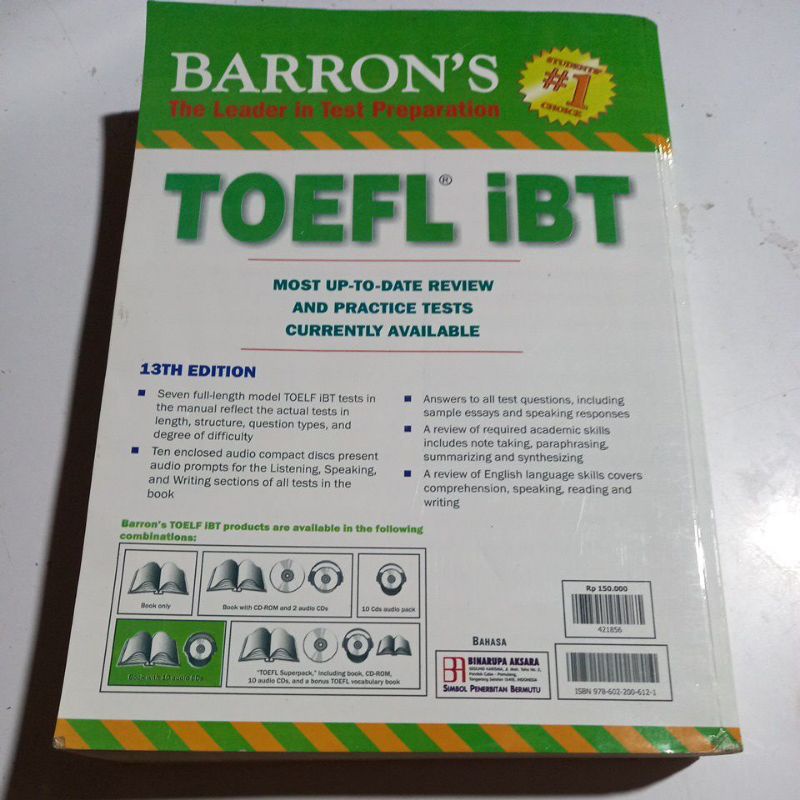 BARRON'S
The Leader in Test Preparation
STUDENTS'
#1
CHOICE
TOEFL® iBT
MOST UP-TO-DATE REVIEW
AND PRACTICE TESTS
CURRENTLY AVAILABLE
13TH EDITION
Seven full-length model TOELF iBT tests in
the manual reflect the actual tests in
length, structure, question types, and
degree of difficulty
Ten enclosed audio compact discs present
audio prompts for the Listening, Speaking,
and Writing sections of all tests in the
book
Answers to all test questions, including
sample essays and speaking responses
A review of required academic skills
includes note taking, paraphrasing,
summarizing and synthesizing
A review of English language skills covers
comprehension, speaking, reading and
writing
Barron's TOELF iBT products are available in the following
combinations:
Book only
Book with CD-ROM and 2 audio CDs
10 Cds audio pack
Book with 10 audio CDs
"TOEFL Superpack," including book, CD-ROM,
10 audio CDs, and a bonus TOEFL vocabulary book
BAHASA
BINARUPA AKSARA
SIMBOL PENERBITAN BERMUTU
Rp 150.000
421856
ISBN 978-602-200-612-1